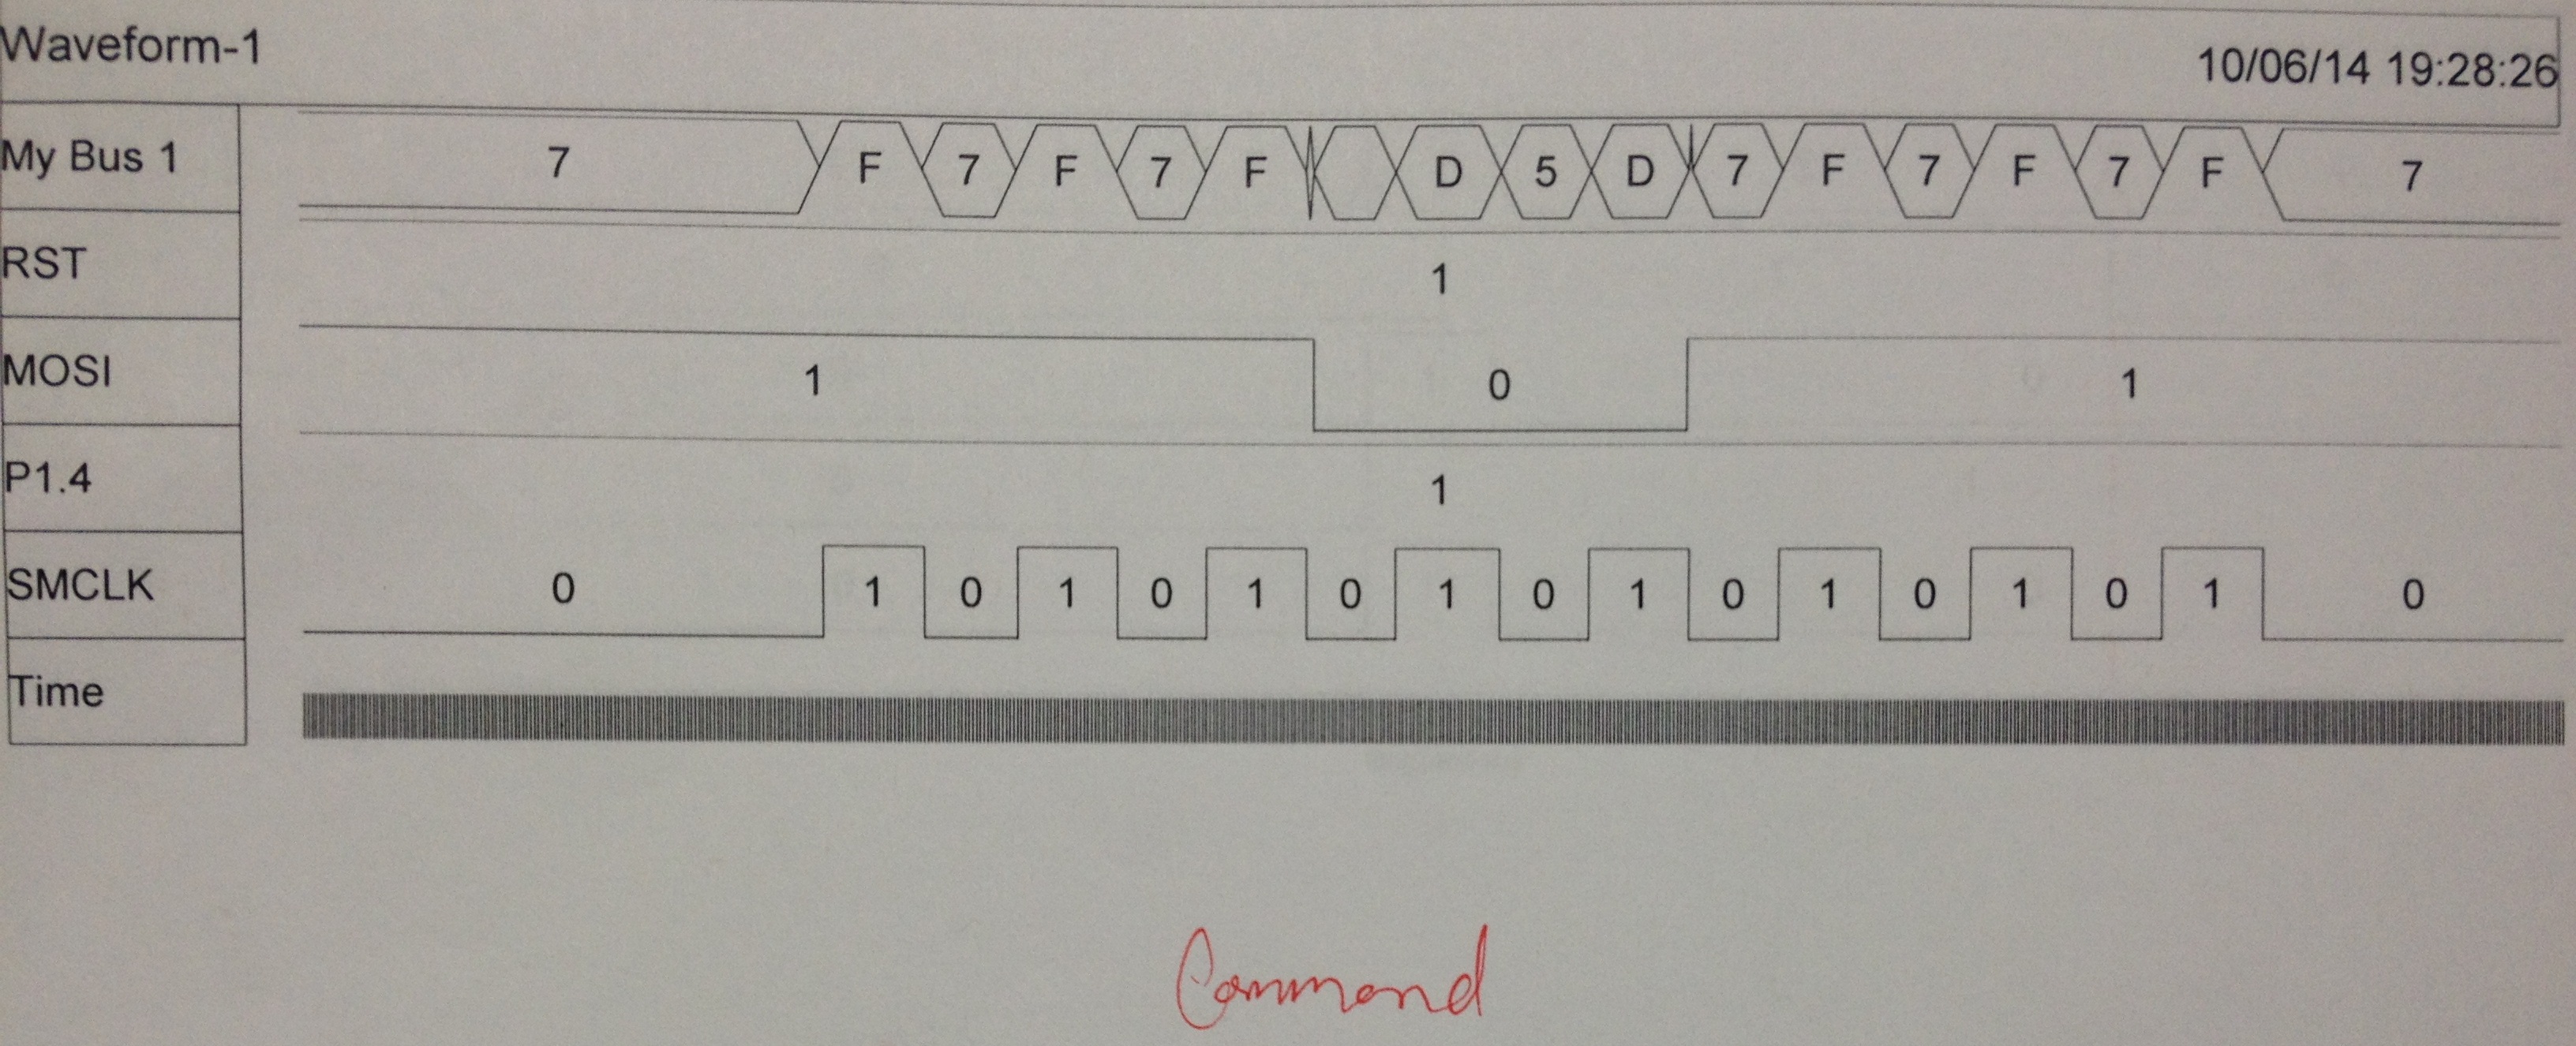 Waveform-1 10/06/14 19:28:26
My Bus 1 7 F 7 F 7 F D 5 D 7 F 7 F 7 F 7
RST 1
MOSI 1 0 1
P1.4 1
SMCLK 0 1 0 1 0 1 0 1 0 1 0 1 0 1 0 1 0
Time
Command